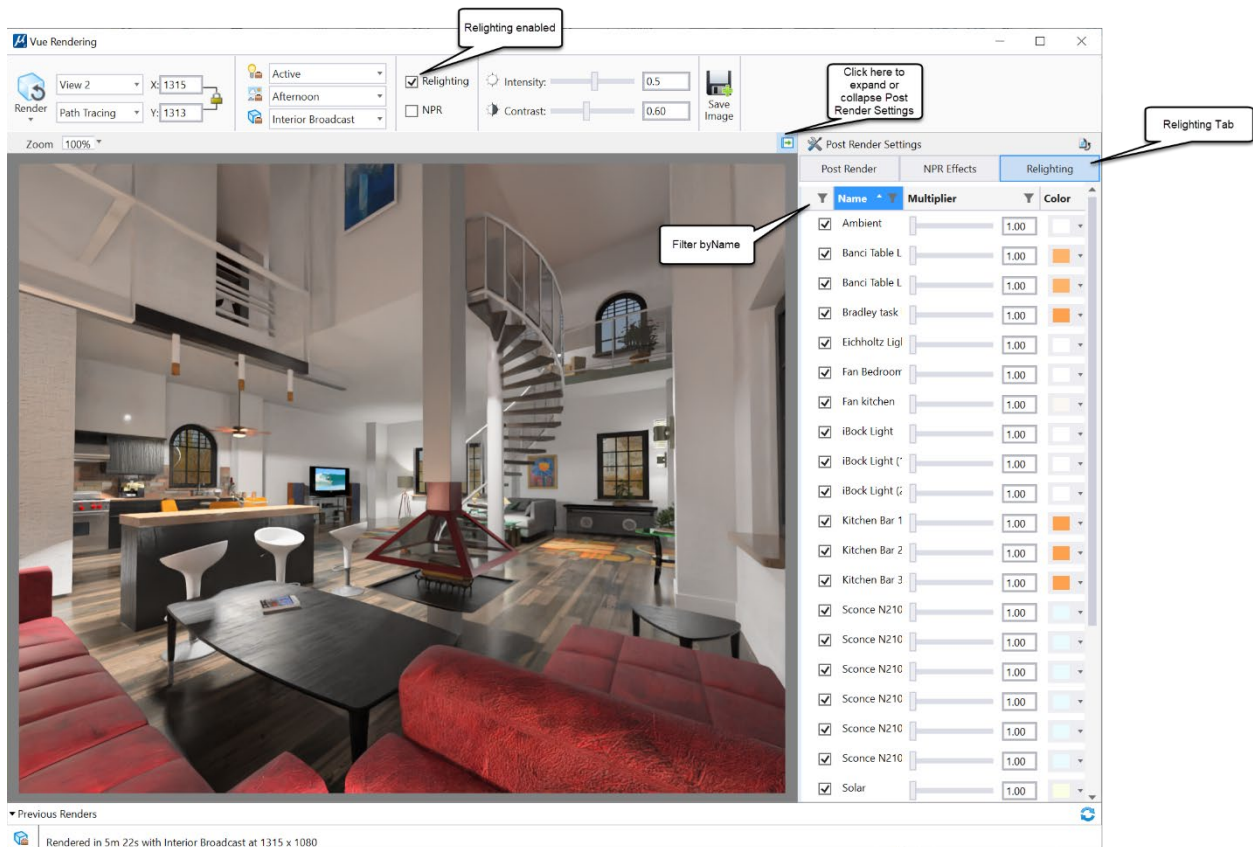 Relighting enabled
Vue Rendering
Render
View 2
X: 1315
Path Tracing
Y: 1313
Active
Afternoon
Interior Broadcast
Relighting
NPR
Intensity:
0.5
Contrast:
0.60
Save
Image
Click here to
expand or
collapse Post
Render Settings
Relighting Tab
Zoom 100%
Post Render Settings
Post Render
NPR Effects
Relighting
Name
Multiplier
Color
Filter byName
Ambient 1.00
Banci Table L 1.00
Banci Table L 1.00
Bradley task 1.00
Eichholtz Ligl 1.00
Fan Bedroom 1.00
Fan kitchen 1.00
iBock Light 1.00
iBock Light (1 1.00
iBock Light (2 1.00
Kitchen Bar 1 1.00
Kitchen Bar 2 1.00
Kitchen Bar 3 1.00
Sconce N210 1.00
Sconce N210 1.00
Sconce N210 1.00
Sconce N210 1.00
Sconce N210 1.00
Sconce N210 1.00
Solar 1.00
Previous Renders
Rendered in 5m 22s with Interior Broadcast at 1315 x 1080